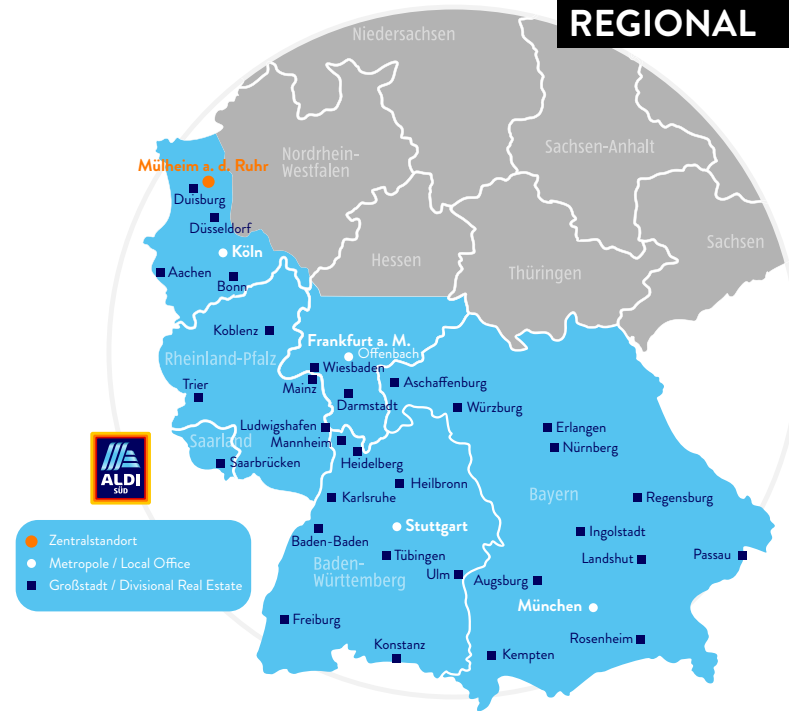 REGIONAL
Niedersachsen
Sachsen-Anhalt
Nordrhein-
Westfalen
Mülheim a. d. Ruhr
Duisburg
Düsseldorf
Köln
Sachsen
Hessen
Thüringen
Aachen
Bonn
Koblenz
Frankfurt a. M.
Offenbach
Rheinland-Pfalz
Wiesbaden
Trier
Mainz
Aschaffenburg
Darmstadt
Würzburg
Ludwigshafen
Erlangen
Saarland
Mannheim
Nürnberg
Saarbrücken
Heidelberg
Heilbronn
ALDI
SÜD
Karlsruhe
Bayern
Regensburg
Stuttgart
Ingolstadt
Zentralstandort
Baden-Baden
Metropole / Local Office
Tübingen
Landshut
Passau
Baden-
Württemberg
Großstadt / Divisional Real Estate
Ulm
Augsburg
München
Freiburg
Rosenheim
Konstanz
Kempten